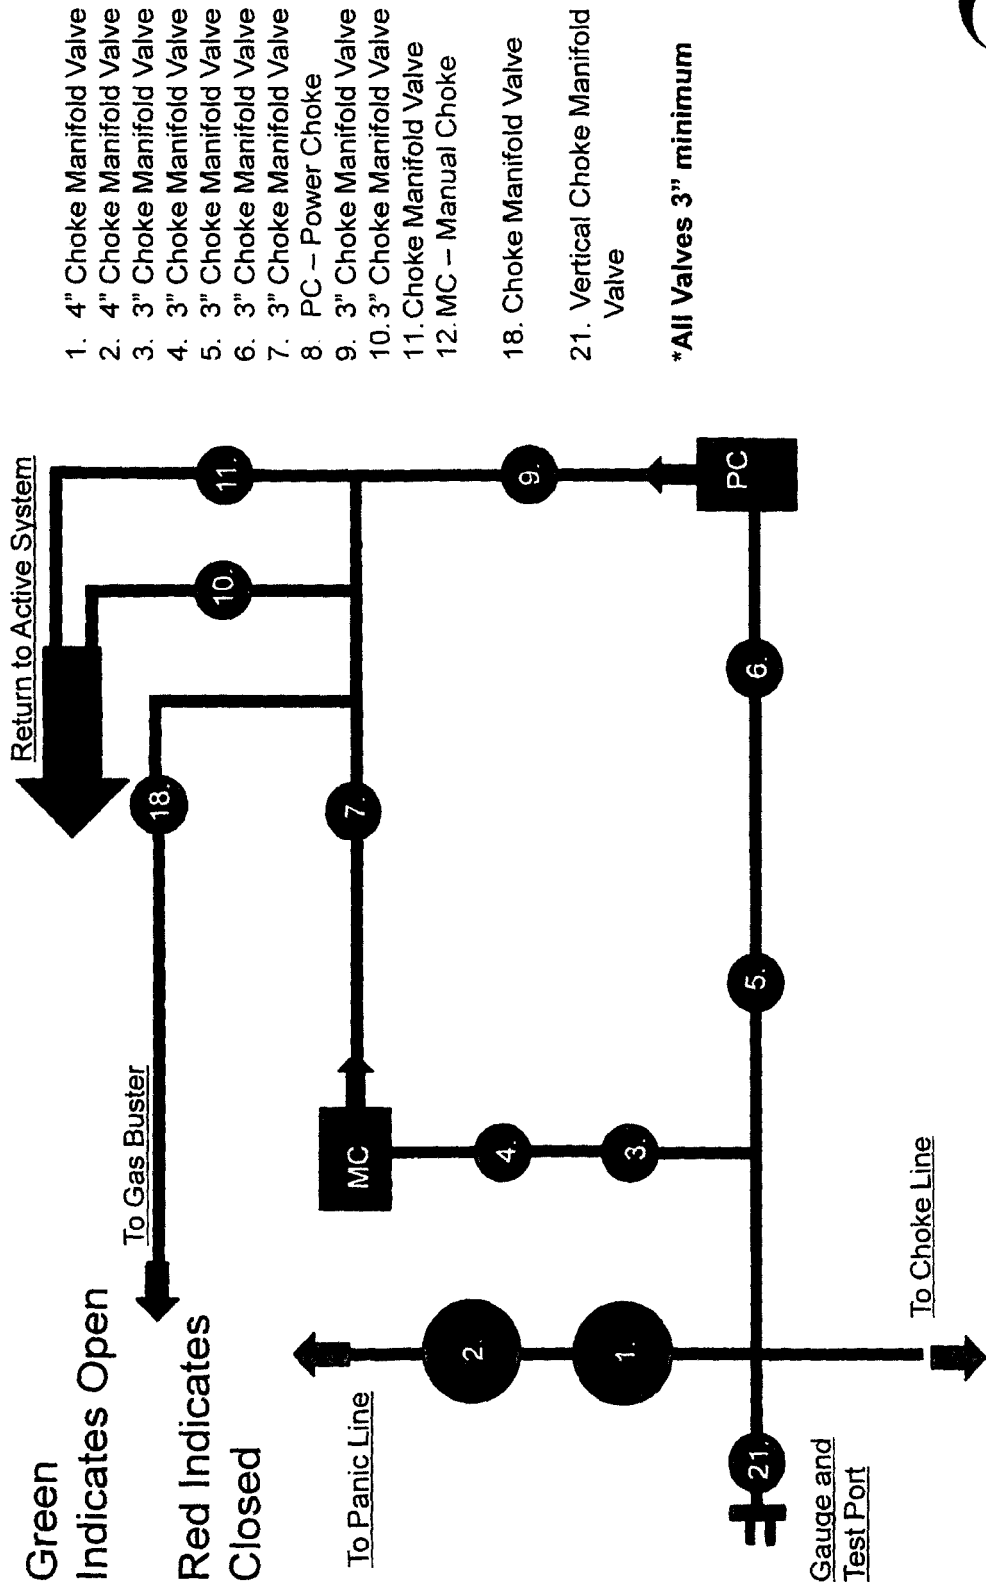 Green
Indicates Open
Red Indicates
Closed
To Gas Buster
Return to Active System
To Panic Line
Gauge and
Test Port
To Choke Line
MC
PC
1.
2.
3.
4.
5.
6.
7.
9.
10.
11.
18.
21.
1. 4" Choke Manifold Valve
2. 4" Choke Manifold Valve
3. 3" Choke Manifold Valve
4. 3" Choke Manifold Valve
5. 3" Choke Manifold Valve
6. 3" Choke Manifold Valve
7. 3" Choke Manifold Valve
8. PC – Power Choke
9. 3" Choke Manifold Valve
10. 3" Choke Manifold Valve
11. Choke Manifold Valve
12. MC – Manual Choke
18. Choke Manifold Valve
21. Vertical Choke Manifold
Valve
*All Valves 3" minimum